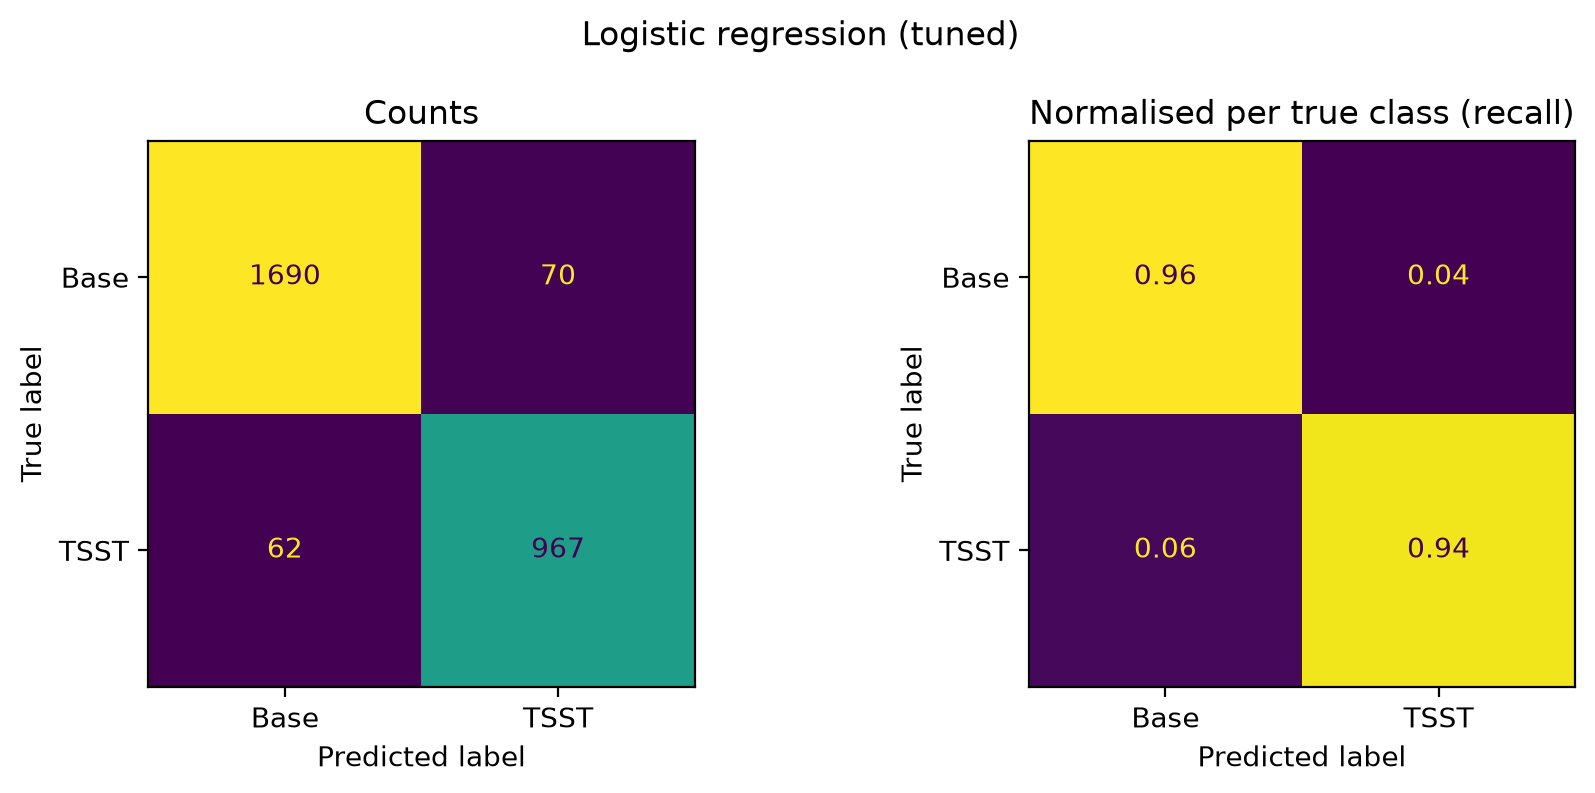 Logistic regression (tuned)
Counts
True label
Base
1690
70
TSST
62
967
Base
TSST
Predicted label
Normalised per true class (recall)
True label
Base
0.96
0.04
TSST
0.06
0.94
Base
TSST
Predicted label